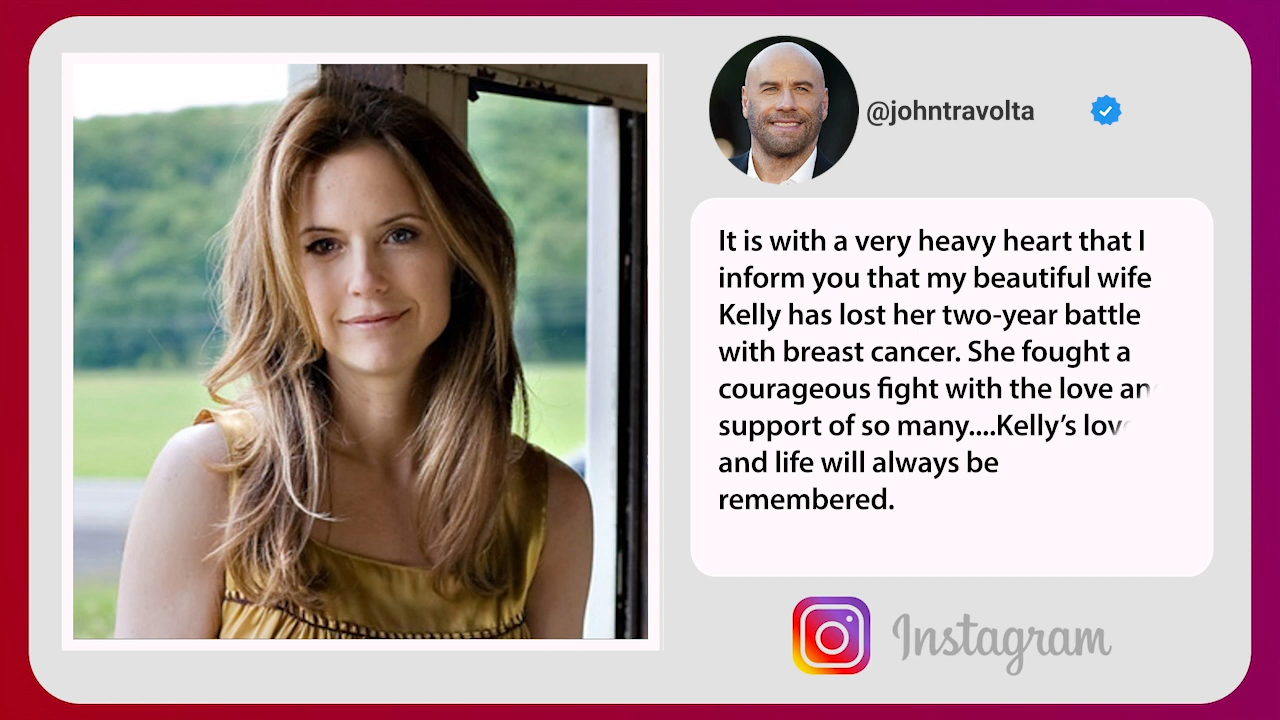 @johntravolta
It is with a very heavy heart that I
inform you that my beautiful wife
Kelly has lost her two-year battle
with breast cancer. She fought a
courageous fight with the love
support of so many....Kelly’s
and life will always be
remembered.
Instagram